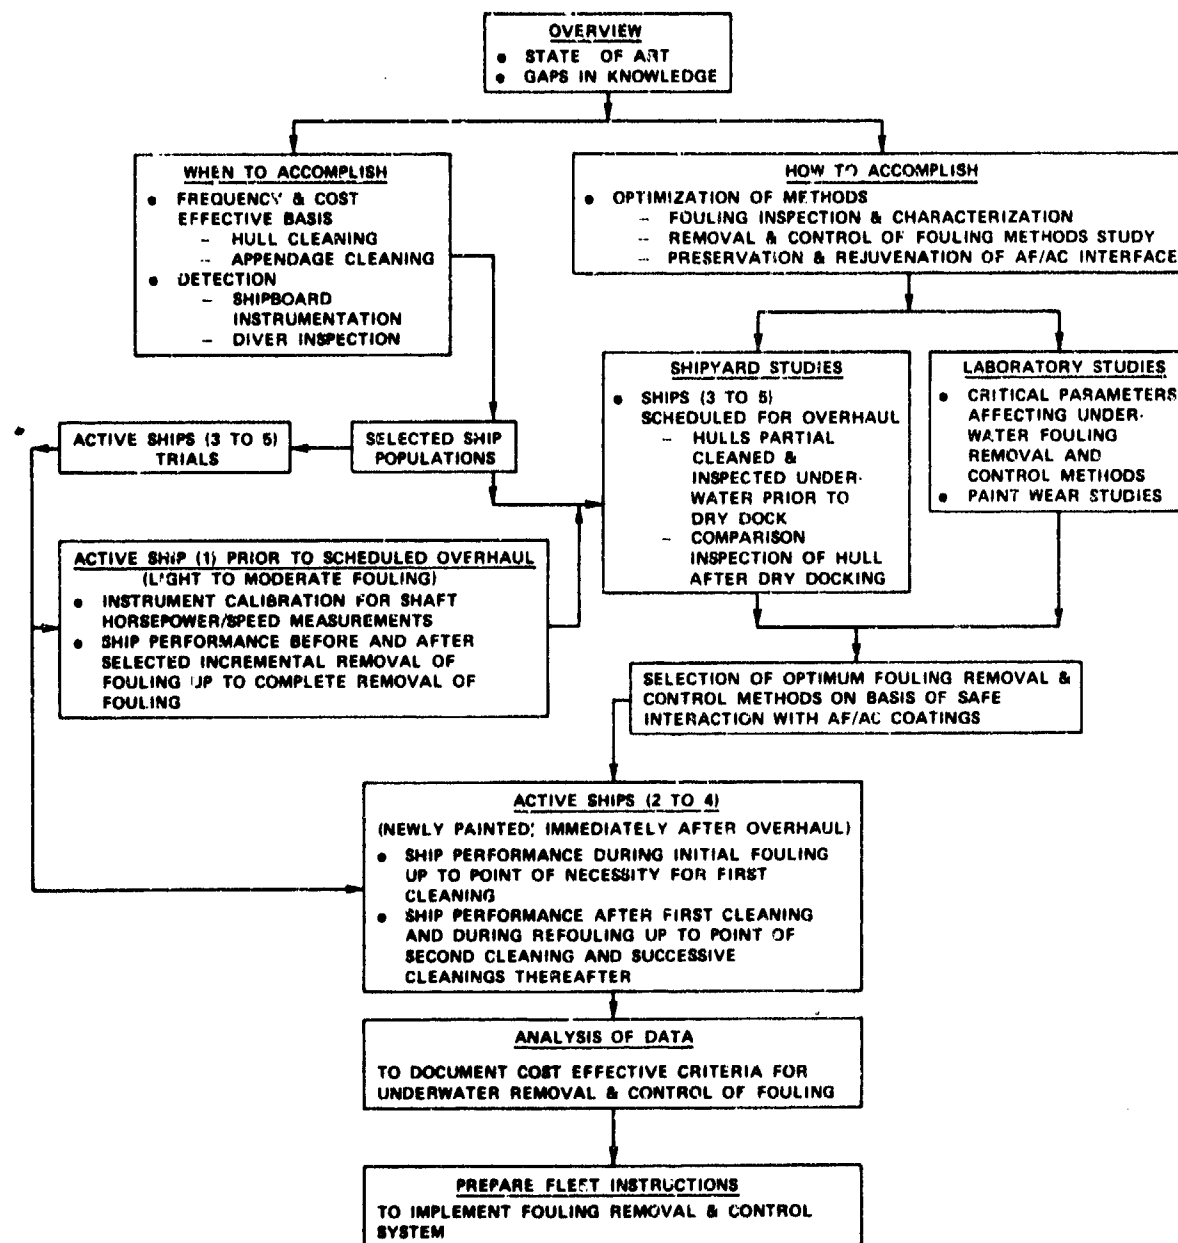 OVERVIEW
• STATE OF ART
• GAPS IN KNOWLEDGE
WHEN TO ACCOMPLISH
• FREQUENCY & COST
EFFECTIVE BASIS
– HULL CLEANING
– APPENDAGE CLEANING
• DETECTION
– SHIPBOARD
INSTRUMENTATION
– DIVER INSPECTION
HOW TO ACCOMPLISH
• OPTIMIZATION OF METHODS
– FOULING INSPECTION & CHARACTERIZATION
– REMOVAL & CONTROL OF FOULING METHODS STUDY
– PRESERVATION & REJUVENATION OF AF/AC INTERFACE
SHIPYARD STUDIES
• SHIPS (3 TO 5)
SCHEDULED FOR OVERHAUL
– HULLS PARTIAL
CLEANED &
INSPECTED UNDER-
WATER PRIOR TO
DRY DOCK
– COMPARISON
INSPECTION OF HULL
AFTER DRY DOCKING
LABORATORY STUDIES
• CRITICAL PARAMETERS
AFFECTING UNDER-
WATER FOULING
REMOVAL AND
CONTROL METHODS
• PAINT WEAR STUDIES
ACTIVE SHIPS (3 TO 5)
TRIALS
SELECTED SHIP
POPULATIONS
ACTIVE SHIP (1) PRIOR TO SCHEDULED OVERHAUL
(LIGHT TO MODERATE FOULING)
• INSTRUMENT CALIBRATION FOR SHAFT
HORSEPOWER/SPEED MEASUREMENTS
• SHIP PERFORMANCE BEFORE AND AFTER
SELECTED INCREMENTAL REMOVAL OF
FOULING UP TO COMPLETE REMOVAL OF
FOULING
SELECTION OF OPTIMUM FOULING REMOVAL &
CONTROL METHODS ON BASIS OF SAFE
INTERACTION WITH AF/AC COATINGS
ACTIVE SHIPS (2 TO 4)
(NEWLY PAINTED; IMMEDIATELY AFTER OVERHAUL)
• SHIP PERFORMANCE DURING INITIAL FOULING
UP TO POINT OF NECESSITY FOR FIRST
CLEANING
• SHIP PERFORMANCE AFTER FIRST CLEANING
AND DURING REFOULING UP TO POINT OF
SECOND CLEANING AND SUCCESSIVE
CLEANINGS THEREAFTER
ANALYSIS OF DATA
TO DOCUMENT COST EFFECTIVE CRITERIA FOR
UNDERWATER REMOVAL & CONTROL OF FOULING
PREPARE FLEET INSTRUCTIONS
TO IMPLEMENT FOULING REMOVAL & CONTROL
SYSTEM